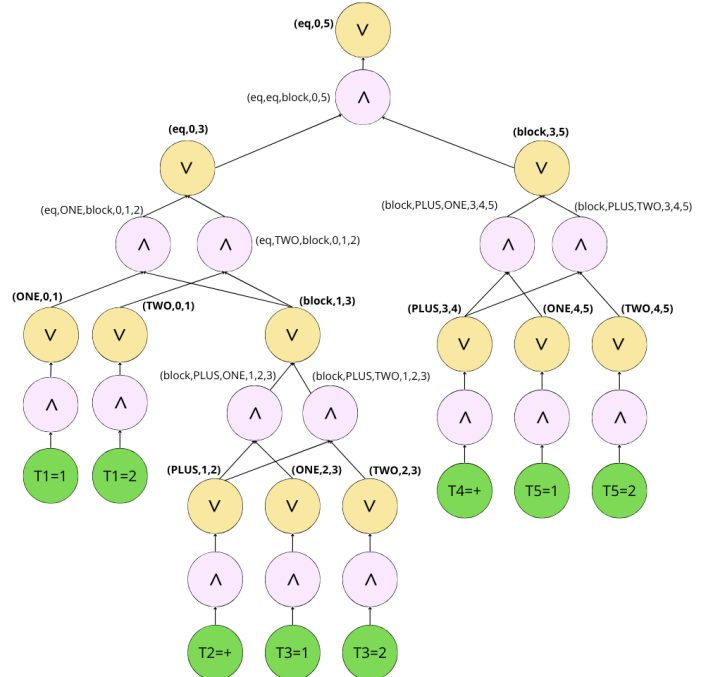 (eq,0,5)
∨
(eq,eq,block,0,5)
∧
(eq,0,3)
(block,3,5)
∨
∨
(eq,ONE,block,0,1,2)
(block,PLUS,ONE,3,4,5)
(block,PLUS,TWO,3,4,5)
∧
∧
(eq,TWO,block,0,1,2)
∧
∧
(ONE,0,1)
(TWO,0,1)
(block,1,3)
(PLUS,3,4)
(ONE,4,5)
(TWO,4,5)
∨
∨
∨
∨
∨
∨
(block,PLUS,ONE,1,2,3)
(block,PLUS,TWO,1,2,3)
∧
∧
∧
∧
∧
∧
∧
(PLUS,1,2)
(ONE,2,3)
(TWO,2,3)
T1=1
T1=2
T4=+
T5=1
T5=2
∨
∨
∨
∧
∧
∧
T2=+
T3=1
T3=2